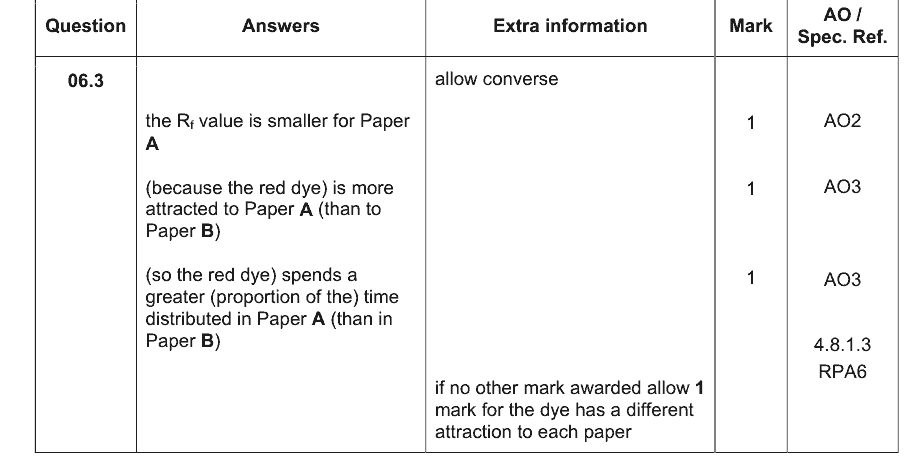 Question Answers Extra information Mark AO /
Spec. Ref.
06.3 allow converse
the Rf value is smaller for Paper 1 AO2
A
(because the red dye) is more 1 AO3
attracted to Paper A (than to
Paper B)
(so the red dye) spends a 1 AO3
greater (proportion of the) time
distributed in Paper A (than in
Paper B)
4.8.1.3
RPA6
if no other mark awarded allow 1
mark for the dye has a different
attraction to each paper